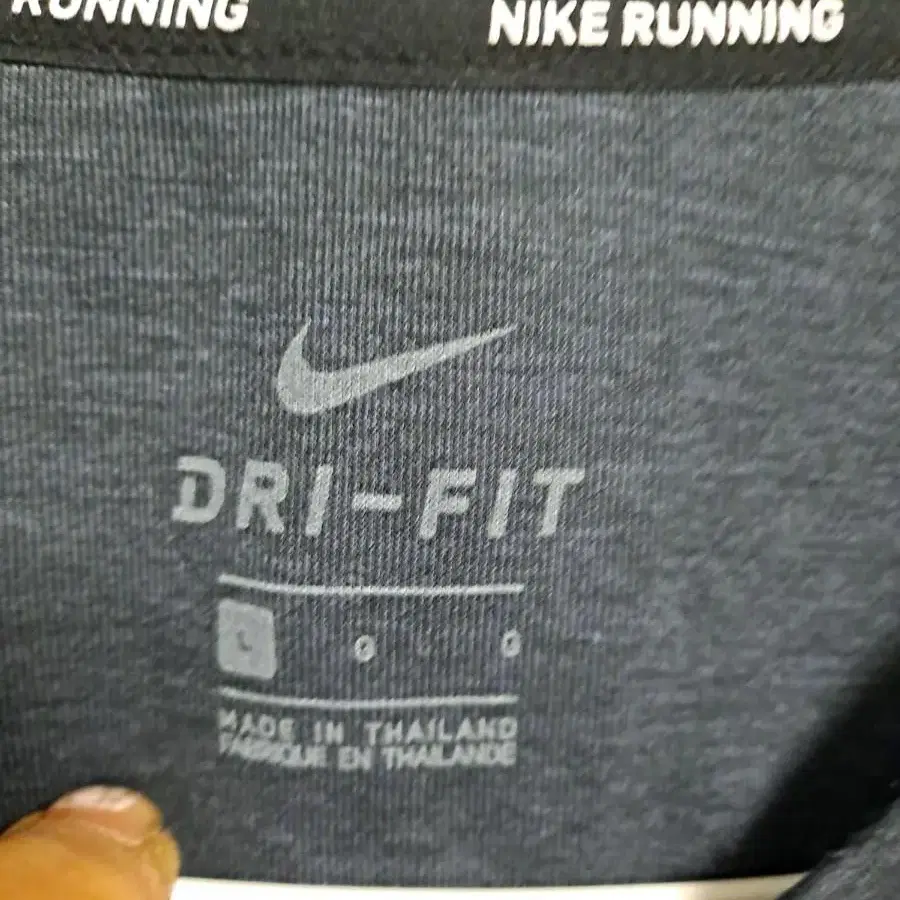 RUNNING NIKE RUNNING
DRI-FIT
L G G
MADE IN THAILAND
FABRIQUE EN THAILANDE